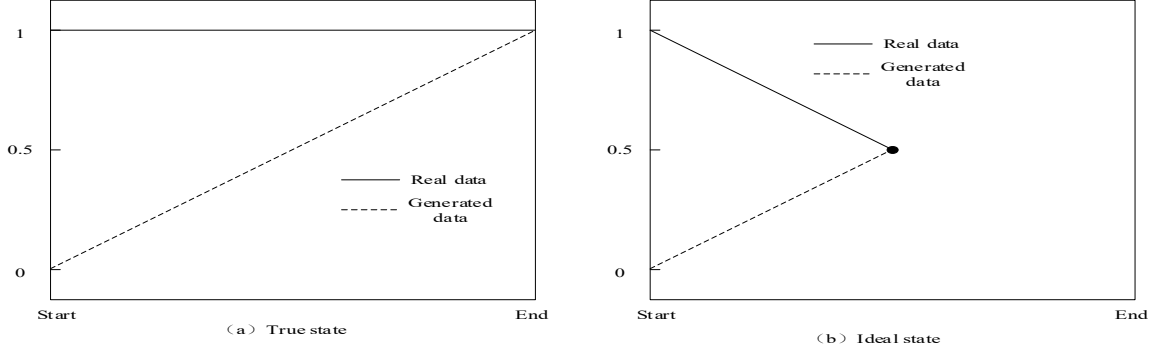 1
0.5
0
Real data
Generated
data
Start
End
（a）True state
1
0.5
0
Real data
Generated
data
Start
End
（b）Ideal state